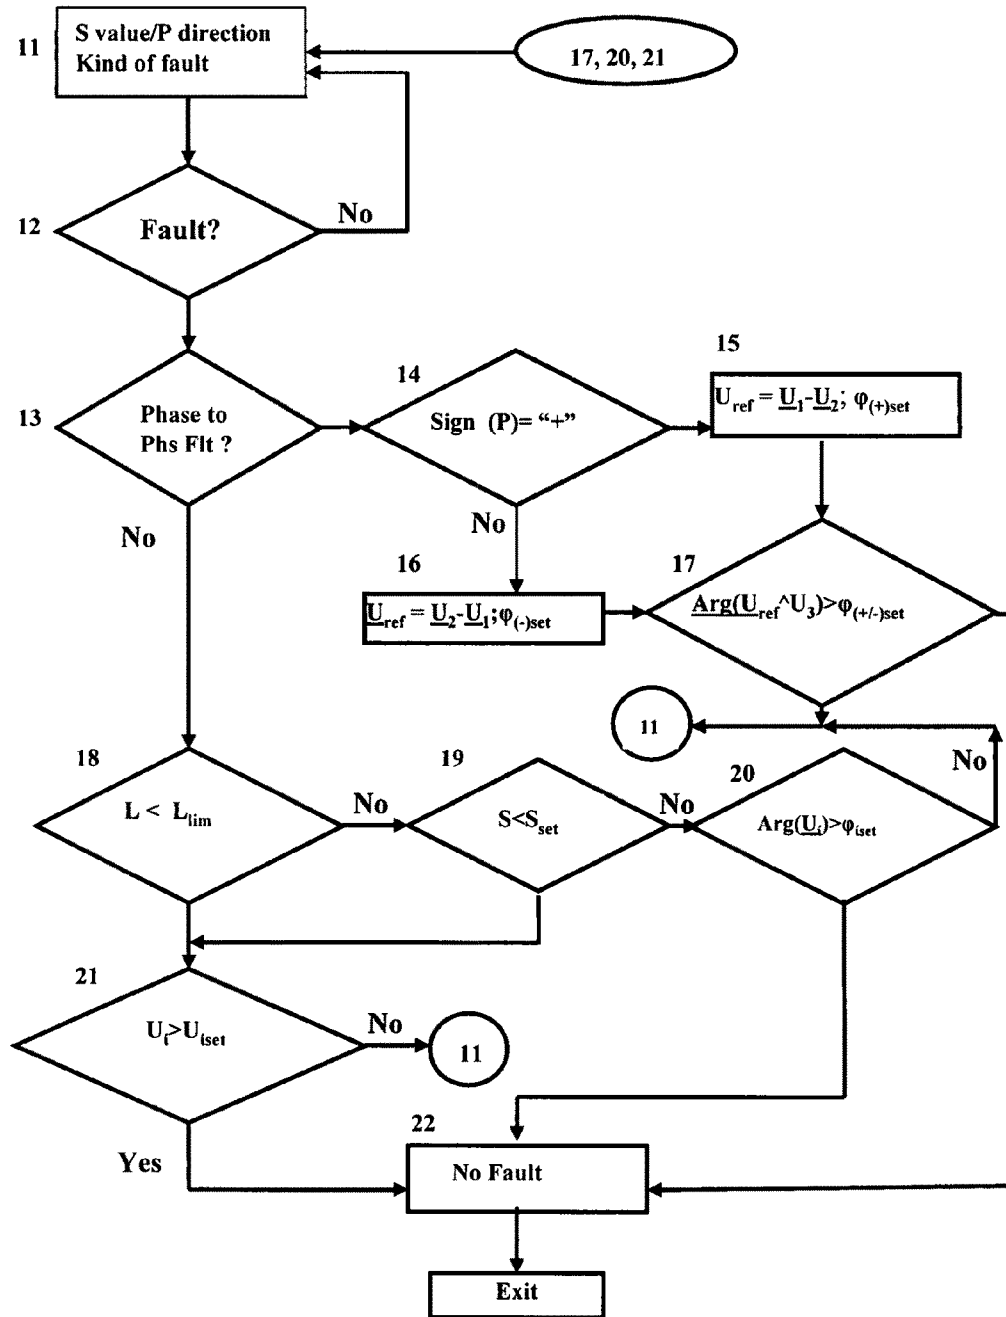 11
S value/P direction
Kind of fault
17, 20, 21
12
Fault?
No
13
Phase to
Phs Flt ?
14
Sign (P)= “+”
15
U_ref = U_1-U_2; φ_(+)set
No
No
16
U_ref = U_2-U_1;φ_(-)set
17
Arg(U_ref^U_3)>φ_(+/-)set
11
18
L < L_lim
No
19
S<S_set
No
20
Arg(U_i)>φ_iset
No
21
U_i>U_iset
No
11
Yes
22
No Fault
Exit